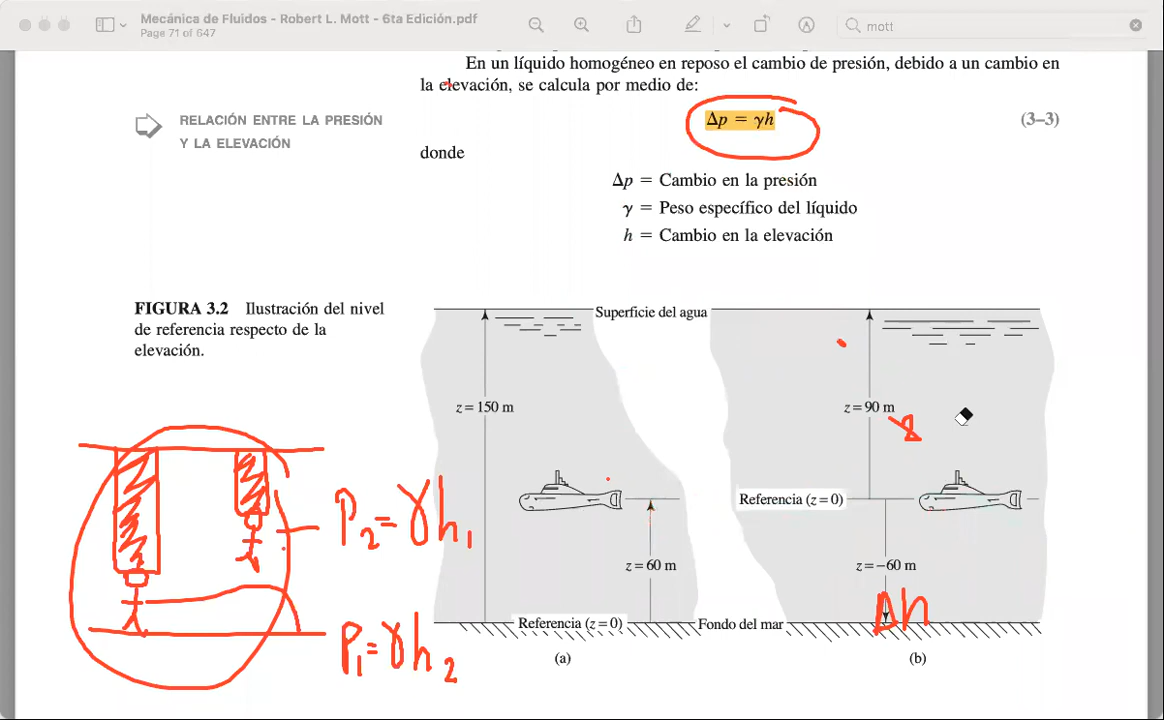 Mecánica de Fluídos - Robert L. Mott - 6ta Edición.pdf
Page 71 of 647
mott
En un líquido homogéneo en reposo el cambio de presión, debido a un cambio en
la elevación, se calcula por medio de:
RELACIÓN ENTRE LA PRESIÓN
Y LA ELEVACIÓN
Δp = γh
(3–3)
donde
Δp = Cambio en la presión
γ = Peso específico del líquido
h = Cambio en la elevación
FIGURA 3.2 Ilustración del nivel
de referencia respecto de la
elevación.
Superficie del agua
z = 150 m
z = 90 m
Referencia (z = 0)
z = 60 m
z = −60 m
Referencia (z = 0)
Fondo del mar
(a)
(b)
P2 = γh1
P1 = γh2
Δh